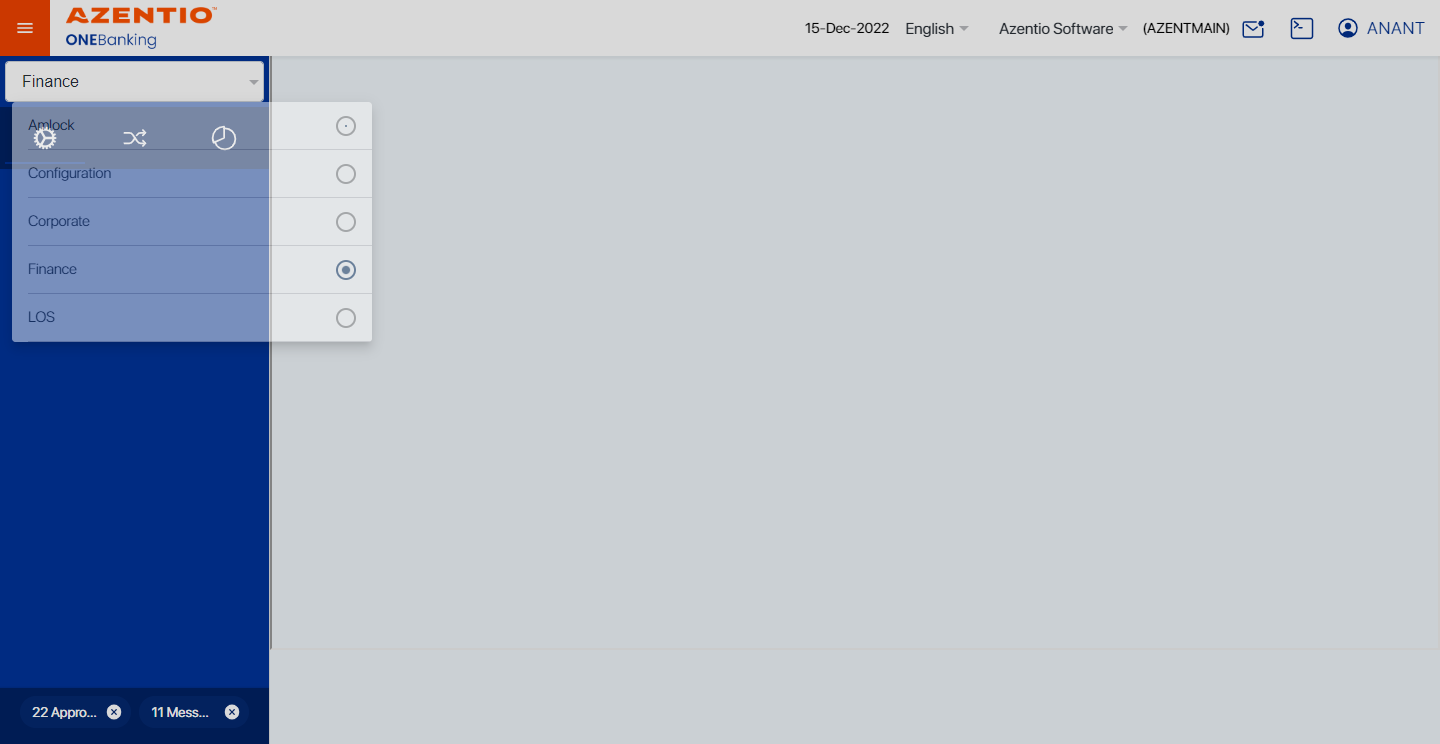 AZENTIO™
ONEBanking
15-Dec-2022 English Azentio Software (AZENTMAIN) ANANT
Finance
Amlock
Configuration
Corporate
Finance
LOS
22 Appro... 11 Mess...